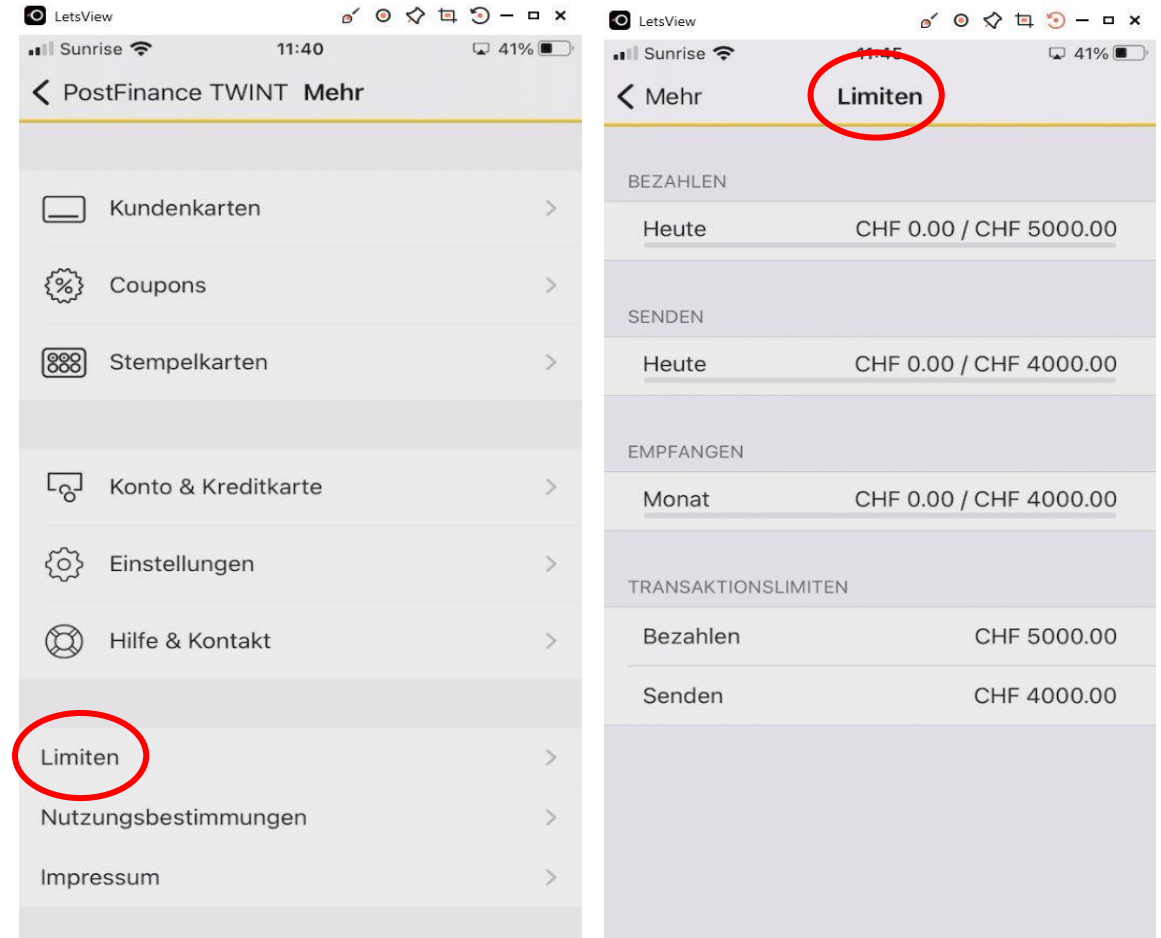 LetsView
Sunrise 11:40 41%
PostFinance TWINT Mehr
Kundenkarten
% Coupons
Stempelkarten
Konto & Kreditkarte
Einstellungen
Hilfe & Kontakt
Limiten
Nutzungsbestimmungen
Impressum
LetsView
Sunrise 11:45 41%
Mehr Limiten
BEZAHLEN
Heute CHF 0.00 / CHF 5000.00
SENDEN
Heute CHF 0.00 / CHF 4000.00
EMPFANGEN
Monat CHF 0.00 / CHF 4000.00
TRANSAKTIONSLIMITEN
Bezahlen CHF 5000.00
Senden CHF 4000.00